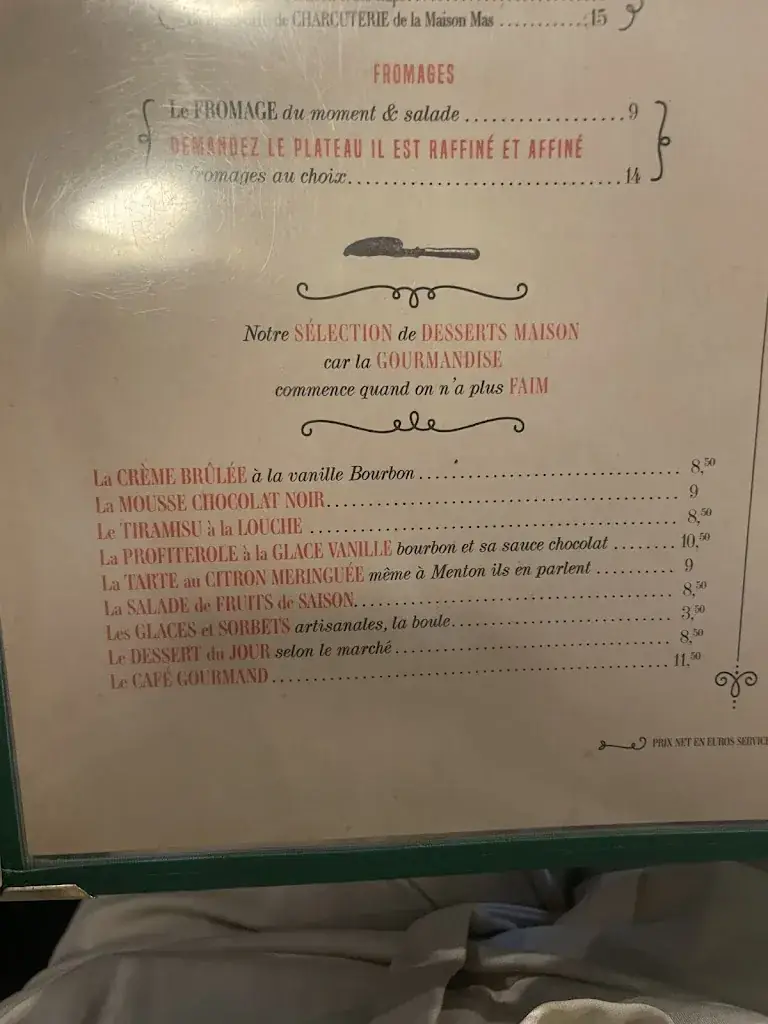 de CHARCUTERIE de la Maison Mas ............15
FROMAGES
Le FROMAGE du moment & salade ....................9
DEMANDEZ LE PLATEAU IL EST RAFFINÉ ET AFFINÉ
fromages au choix..................................14
Notre SÉLECTION de DESSERTS MAISON
car la GOURMANDISE
commence quand on n'a plus FAIM
La CRÈME BRÛLÉE à la vanille Bourbon .............................. 8,50
La MOUSSE CHOCOLAT NOIR........................................ 9
Le TIRAMISU à la LOUCHE .......................................... 8,50
La PROFITEROLE à la GLACE VANILLE bourbon et sa sauce chocolat ........ 10,50
La TARTE au CITRON MERINGUÉE même à Menton ils en parlent .......... 9
La SALADE de FRUITS de SAISON.................................... 8,50
Les GLACES et SORBETS artisanales, la boule......................... 3,50
Le DESSERT du JOUR selon le marché ................................ 8,50
Le CAFÉ GOURMAND ............................................. 11,50
PRIX NET EN EUROS SERVICE